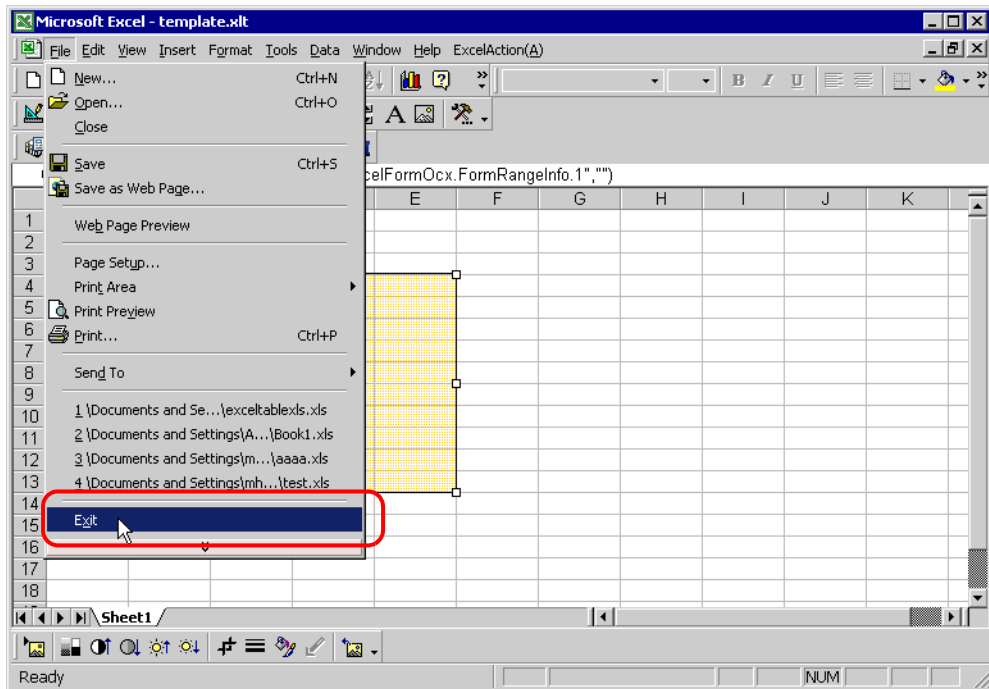 Microsoft Excel - template.xlt
File Edit View Insert Format Tools Data Window Help ExcelAction(A)
New... Ctrl+N
Open... Ctrl+O
Close
Save Ctrl+S
Save as Web Page...
Web Page Preview
Page Setup...
Print Area
Print Preview
Print... Ctrl+P
Send To
1 \Documents and Se...\exceltablexls.xls
2 \Documents and Settings\A...\Book1.xls
3 \Documents and Settings\m...\aaaa.xls
4 \Documents and Settings\mh...\test.xls
Exit
B I U
A
FormOcx.FormRangeInfo.1","")
E F G H I J K
1
2
3
4
5
6
7
8
9
10
11
12
13
14
15
16
17
18
Sheet1
Ready NUM